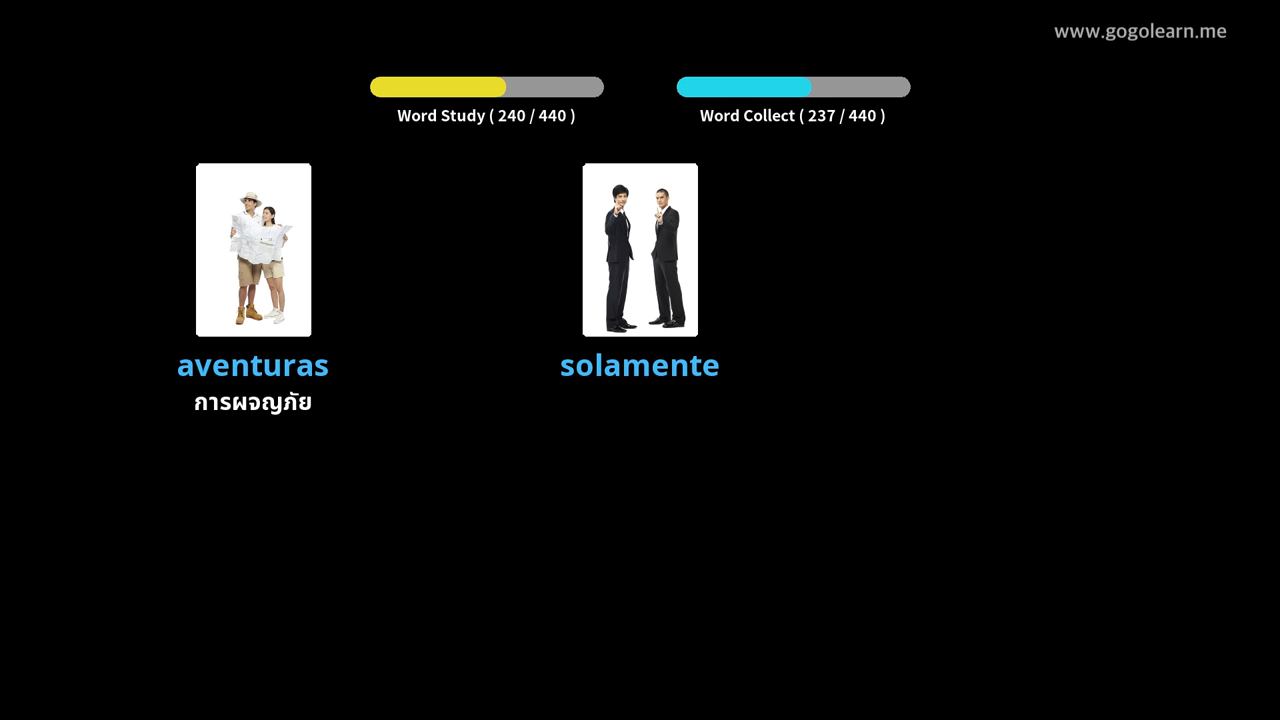 www.gogolearn.me
Word Study ( 240 / 440 )
Word Collect ( 237 / 440 )
aventuras
การผจญภัย
solamente